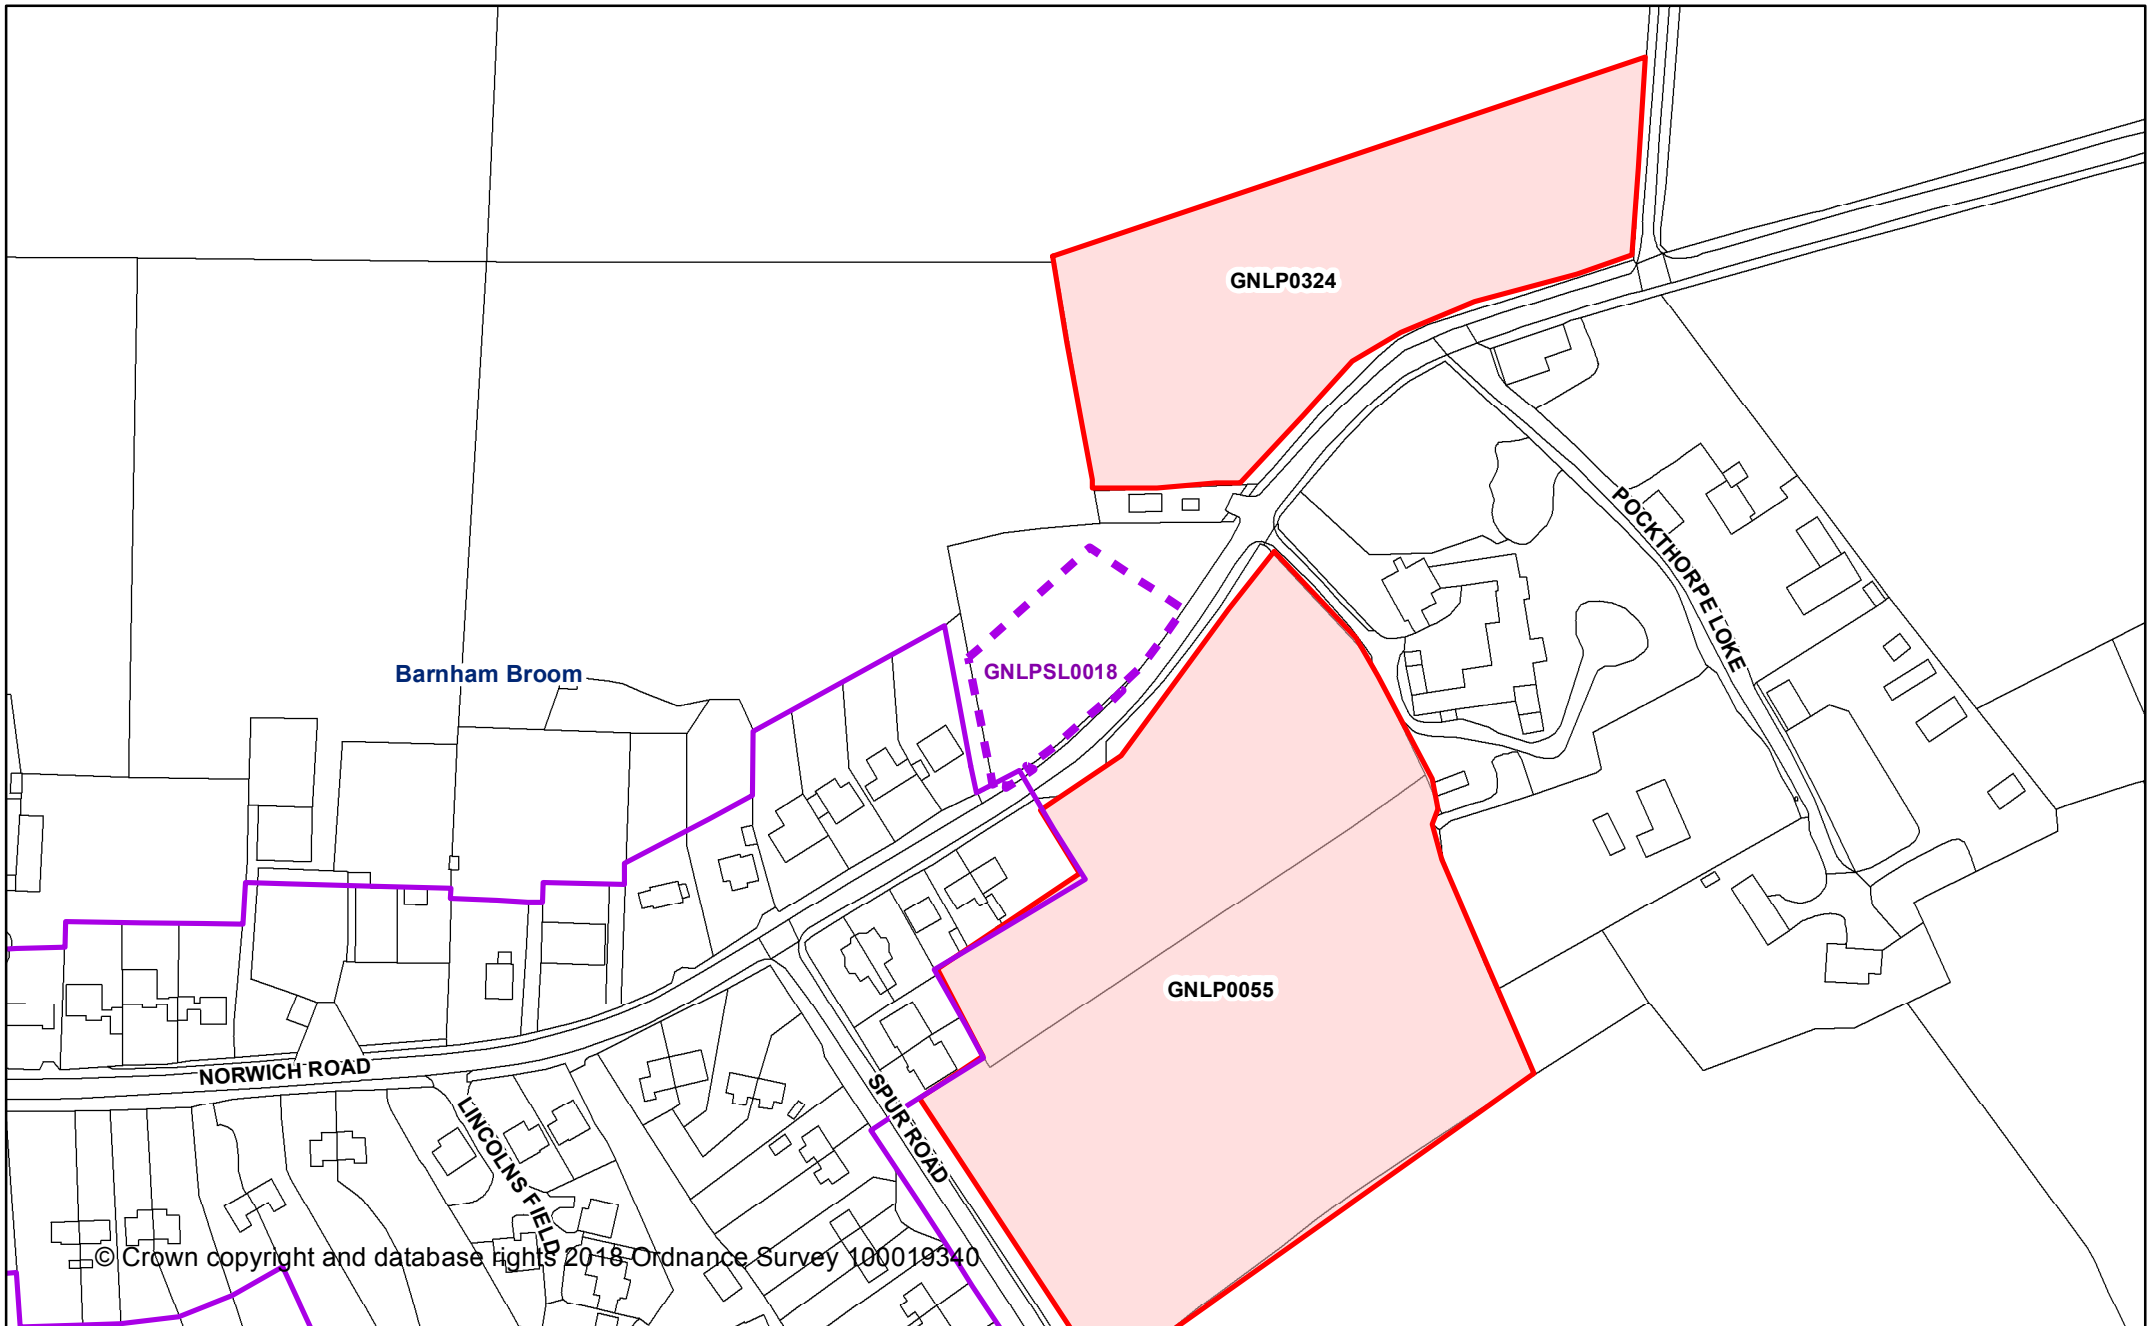 GNLP0324
POCKTHORPE LOKE
Barnham Broom
GNLPSL0018
GNLP0055
NORWICH ROAD
SPUR ROAD
LINCOLNS FIELD
© Crown copyright and database rights 2018 Ordnance Survey 100019340